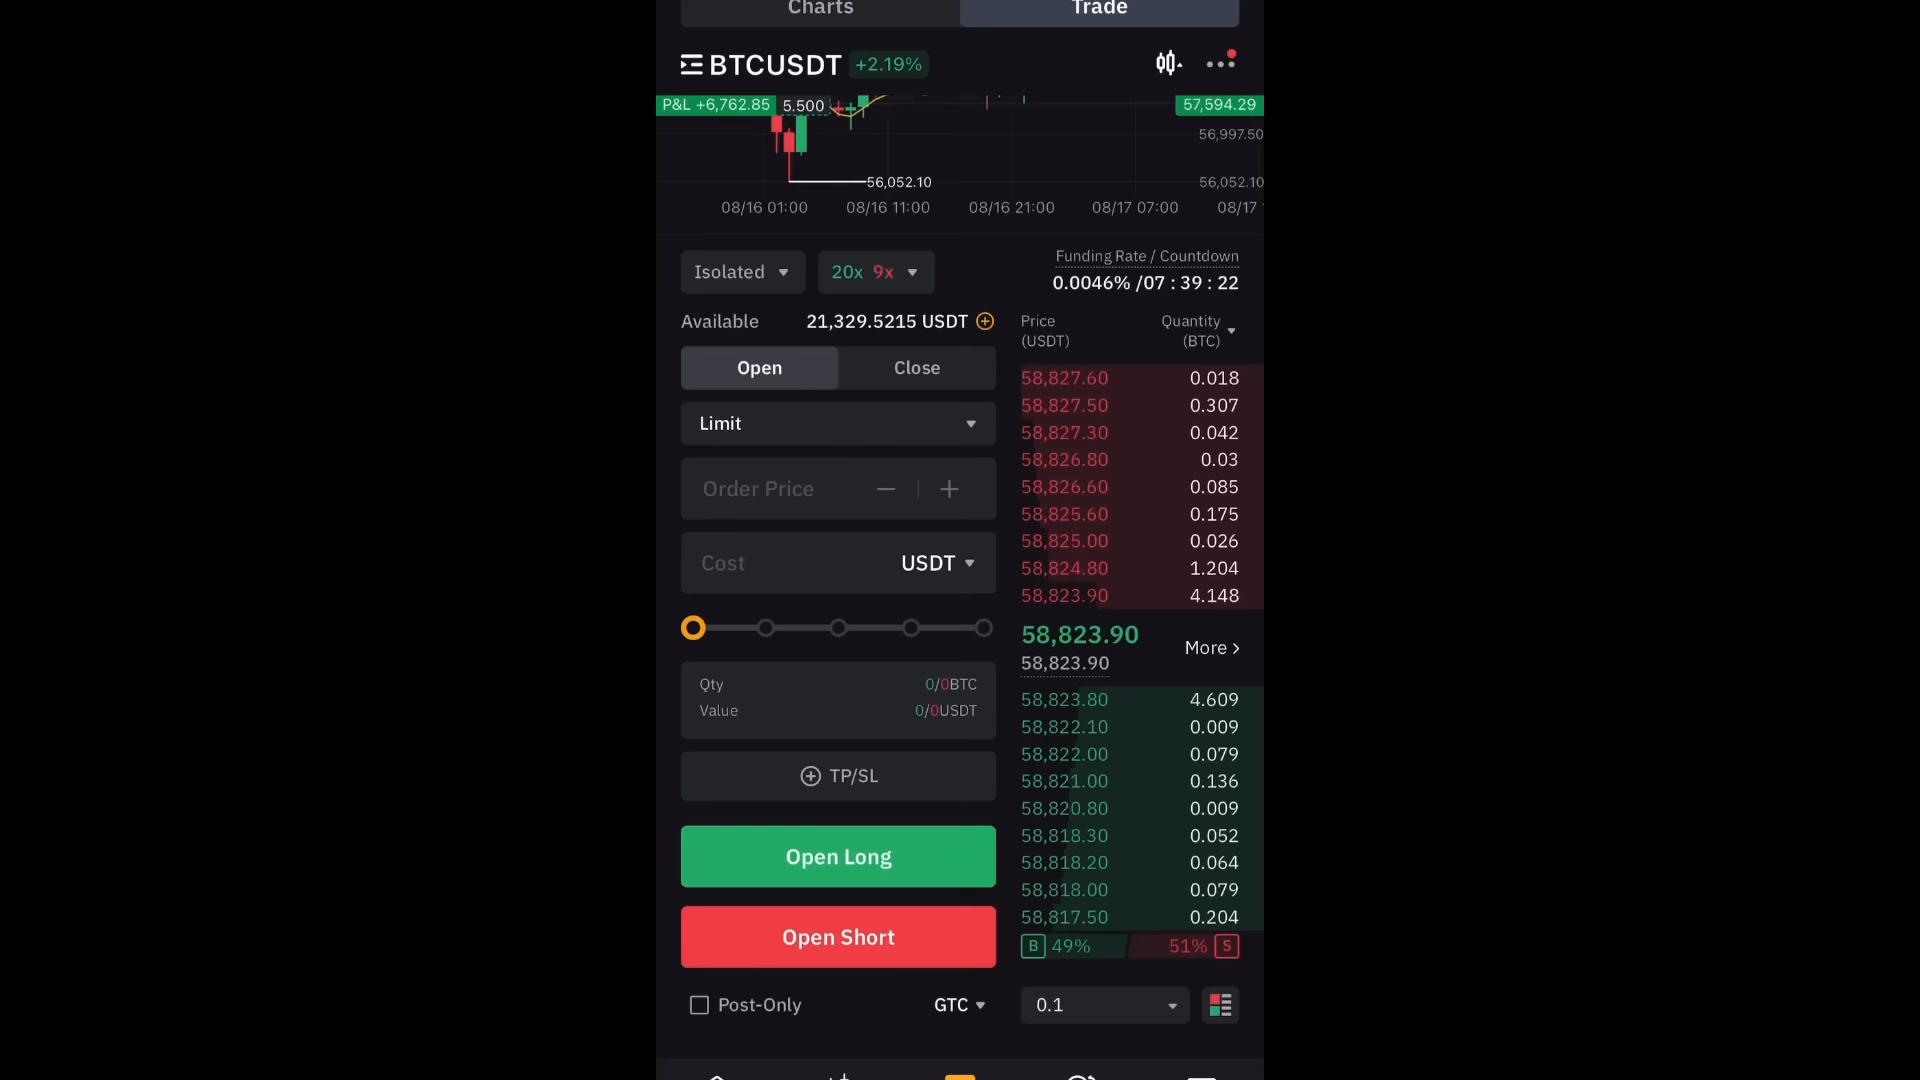 Charts Trade
BTCUSDT +2.19%
P&L +6,762.85 5.500 57,594.29
56,997.50
56,052.10 56,052.10
08/16 01:00 08/16 11:00 08/16 21:00 08/17 07:00 08/17
Isolated 20x 9x
Funding Rate / Countdown
0.0046% /07 : 39 : 22
Available 21,329.5215 USDT
Open Close
Limit
Order Price
Cost USDT
Qty 0/0BTC
Value 0/0USDT
TP/SL
Open Long
Open Short
Post-Only GTC
Price Quantity
(USDT) (BTC)
58,827.60 0.018
58,827.50 0.307
58,827.30 0.042
58,826.80 0.03
58,826.60 0.085
58,825.60 0.175
58,825.00 0.026
58,824.80 1.204
58,823.90 4.148
58,823.90
More
58,823.90
58,823.80 4.609
58,822.10 0.009
58,822.00 0.079
58,821.00 0.136
58,820.80 0.009
58,818.30 0.052
58,818.20 0.064
58,818.00 0.079
58,817.50 0.204
B 49% 51% S
0.1